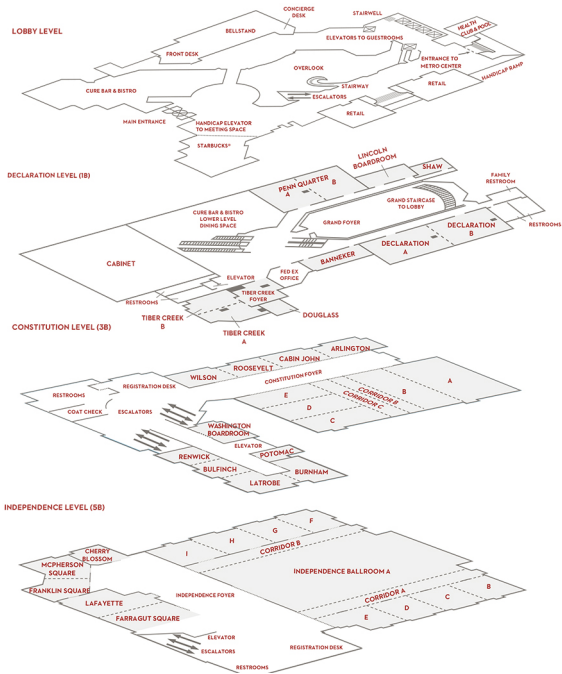 LOBBY LEVEL
CONCIERGE
DESK
STAIRWELL
BELLSTAND
HEALTH
CLUB & POOL
ELEVATORS TO GUESTROOMS
FRONT DESK
OVERLOOK
ENTRANCE TO
METRO CENTER
HANDICAP RAMP
CURE BAR & BISTRO
STAIRWAY
RETAIL
ESCALATORS
RETAIL
MAIN ENTRANCE
HANDICAP ELEVATOR
TO MEETING SPACE
STARBUCKS®
DECLARATION LEVEL (1B)
LINCOLN
BOARDROOM
SHAW
PENN QUARTER
A
B
FAMILY
RESTROOM
GRAND STAIRCASE
TO LOBBY
CURE BAR & BISTRO
LOWER LEVEL
DINING SPACE
GRAND FOYER
RESTROOMS
DECLARATION
B
DECLARATION
A
BANNEKER
CABINET
FED EX
OFFICE
ELEVATOR
TIBER CREEK
FOYER
RESTROOMS
TIBER CREEK
B
DOUGLASS
TIBER CREEK
A
CONSTITUTION LEVEL (3B)
ARLINGTON
CABIN JOHN
ROOSEVELT
WILSON
CONSTITUTION FOYER
REGISTRATION DESK
RESTROOMS
A
B
CORRIDOR B
CORRIDOR C
E
D
C
COAT CHECK
ESCALATORS
WASHINGTON
BOARDROOM
ELEVATOR
POTOMAC
RENWICK
BULFINCH
BURNHAM
LATROBE
INDEPENDENCE LEVEL (5B)
F
G
H
I
CORRIDOR B
CHERRY
BLOSSOM
MCPHERSON
SQUARE
INDEPENDENCE BALLROOM A
FRANKLIN SQUARE
INDEPENDENCE FOYER
CORRIDOR A
B
C
D
E
LAFAYETTE
FARRAGUT SQUARE
ELEVATOR
ESCALATORS
REGISTRATION DESK
RESTROOMS